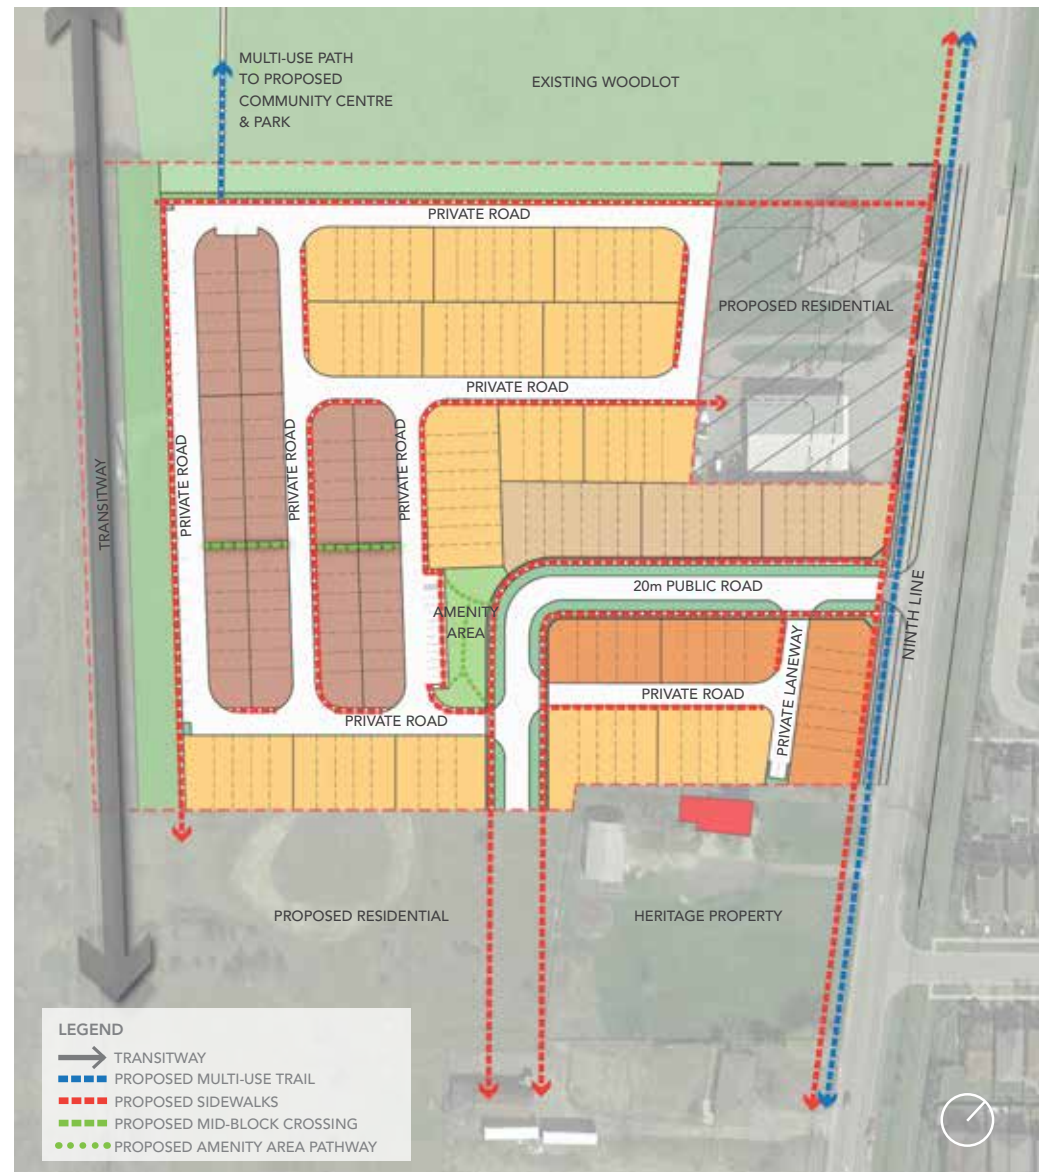 MULTI-USE PATH
TO PROPOSED
COMMUNITY CENTRE
& PARK
EXISTING WOODLOT
PRIVATE ROAD
PROPOSED RESIDENTIAL
PRIVATE ROAD
TRANSITWAY
PRIVATE ROAD
PRIVATE ROAD
PRIVATE ROAD
20m PUBLIC ROAD
AMENITY
AREA
NINTH LINE
PRIVATE LANEWAY
PRIVATE ROAD
PRIVATE ROAD
PROPOSED RESIDENTIAL
HERITAGE PROPERTY
LEGEND
TRANSITWAY
PROPOSED MULTI-USE TRAIL
PROPOSED SIDEWALKS
PROPOSED MID-BLOCK CROSSING
PROPOSED AMENITY AREA PATHWAY